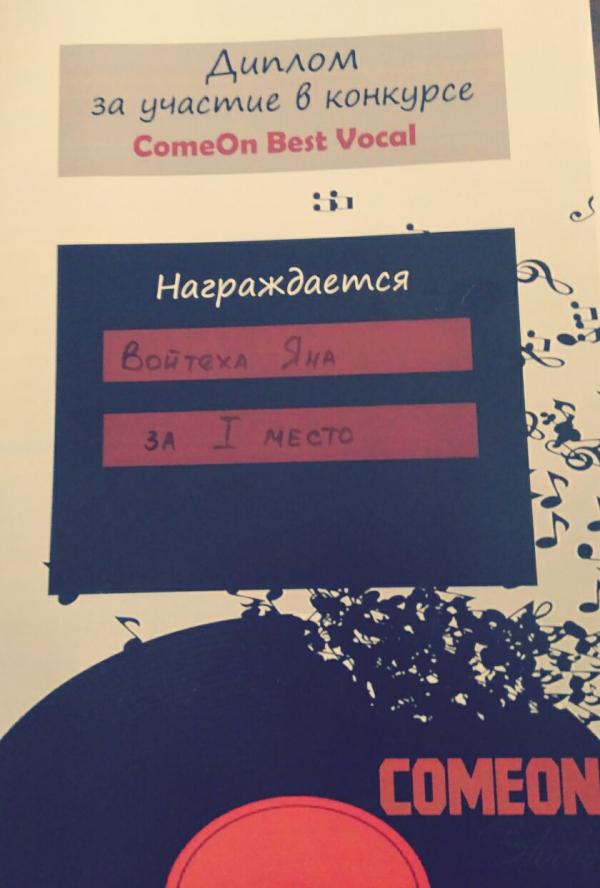 Диплом
за участие в конкурсе
ComeOn Best Vocal
Награждается
Войтеха Яна
за I место
COMEON